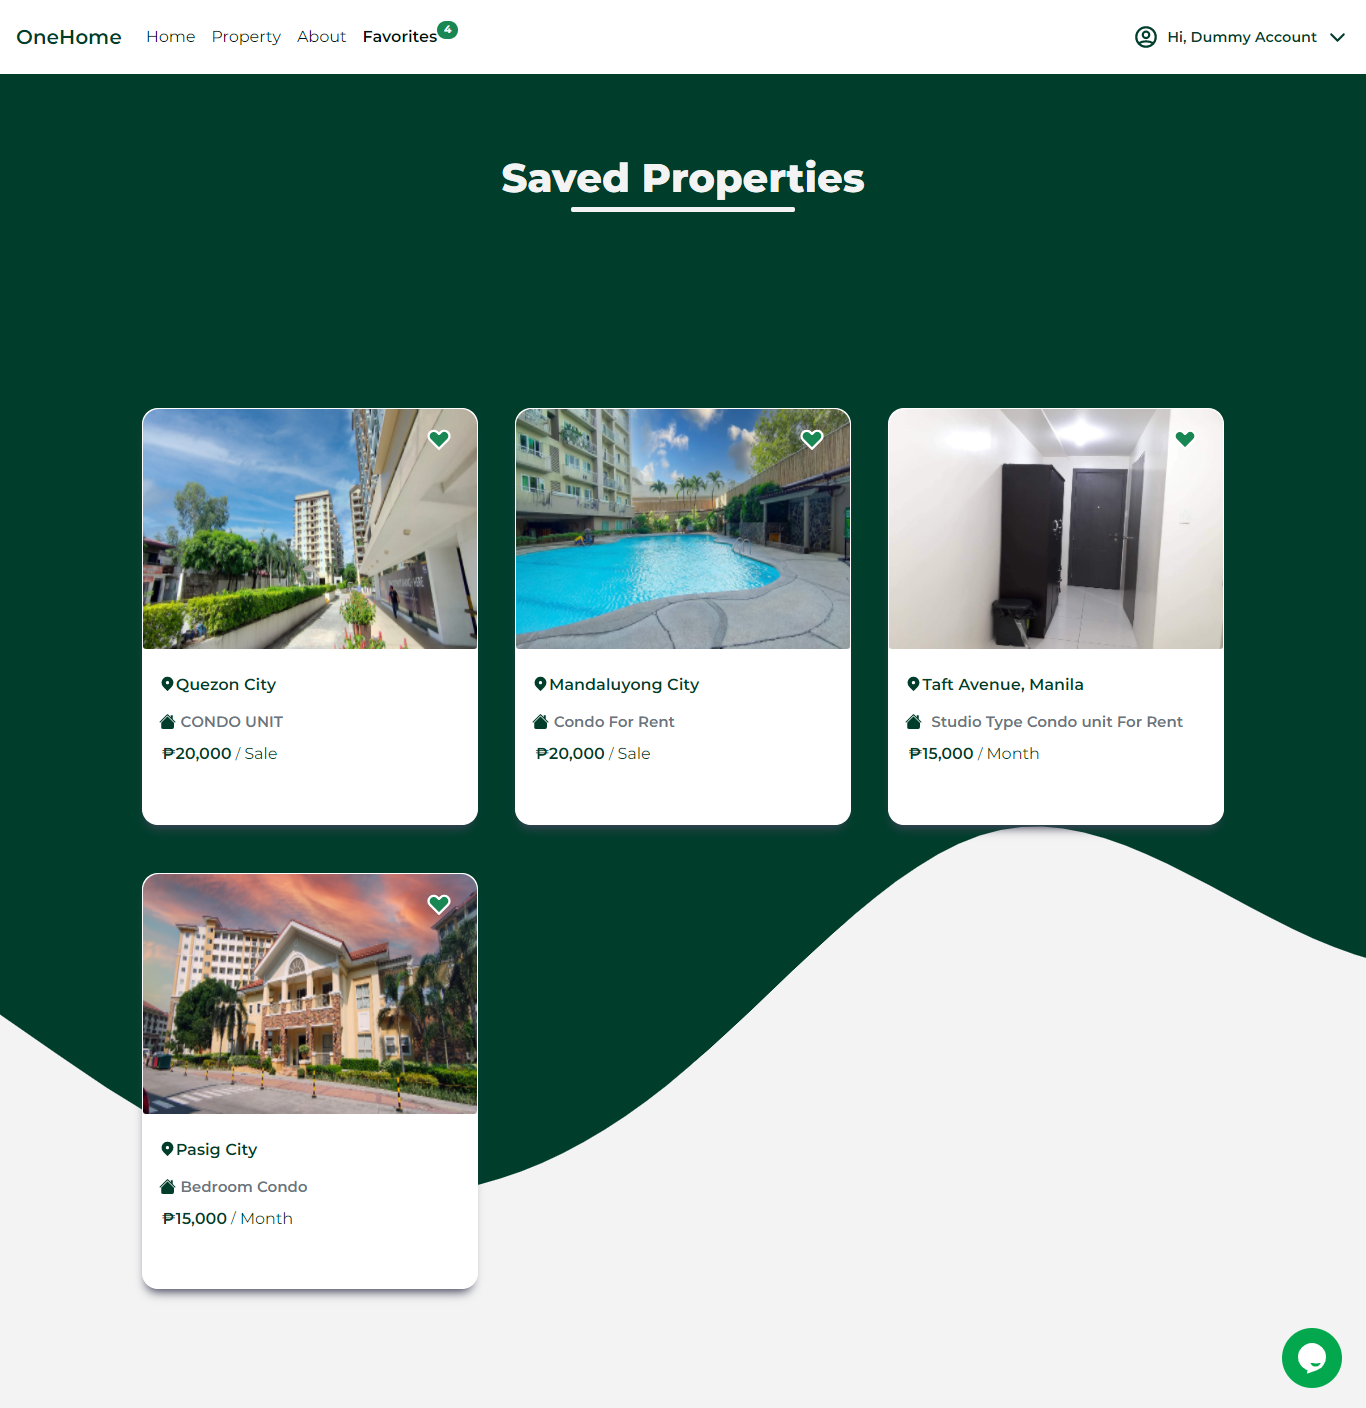 OneHome Home Property About Favorites 4 Hi, Dummy Account
Saved Properties
Quezon City
CONDO UNIT
₱20,000 / Sale
Mandaluyong City
Condo For Rent
₱20,000 / Sale
Taft Avenue, Manila
Studio Type Condo unit For Rent
₱15,000 / Month
Pasig City
Bedroom Condo
₱15,000 / Month